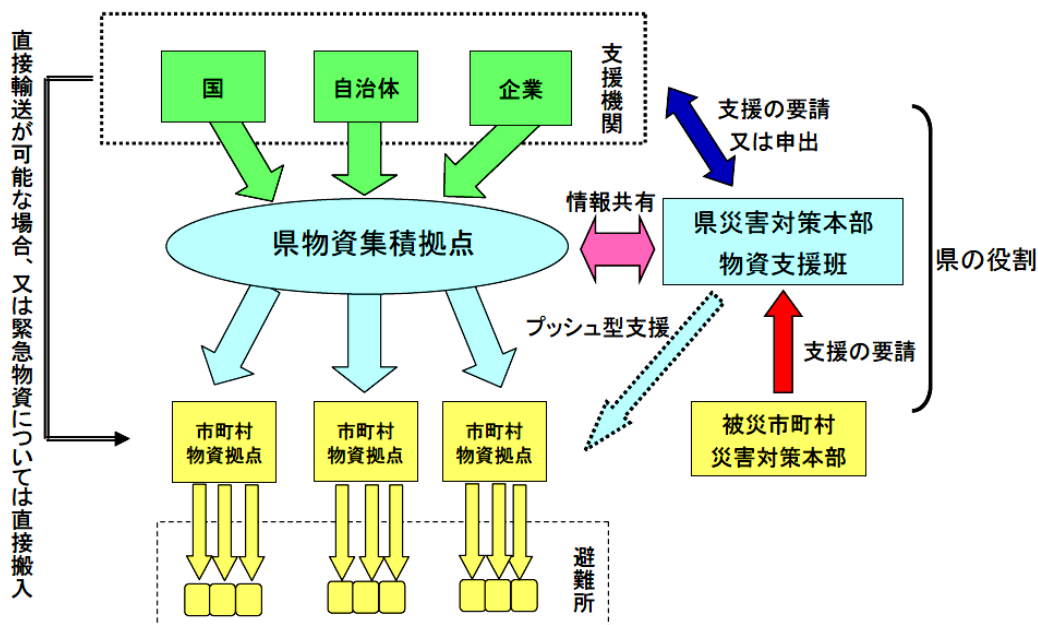 直接輸送が可能な場合、又は緊急物資については直接搬入
国
自治体
企業
支援機関
支援の要請
又は申出
県物資集積拠点
情報共有
県災害対策本部
物資支援班
県の役割
プッシュ型支援
支援の要請
市町村
物資拠点
市町村
物資拠点
市町村
物資拠点
被災市町村
災害対策本部
避難所